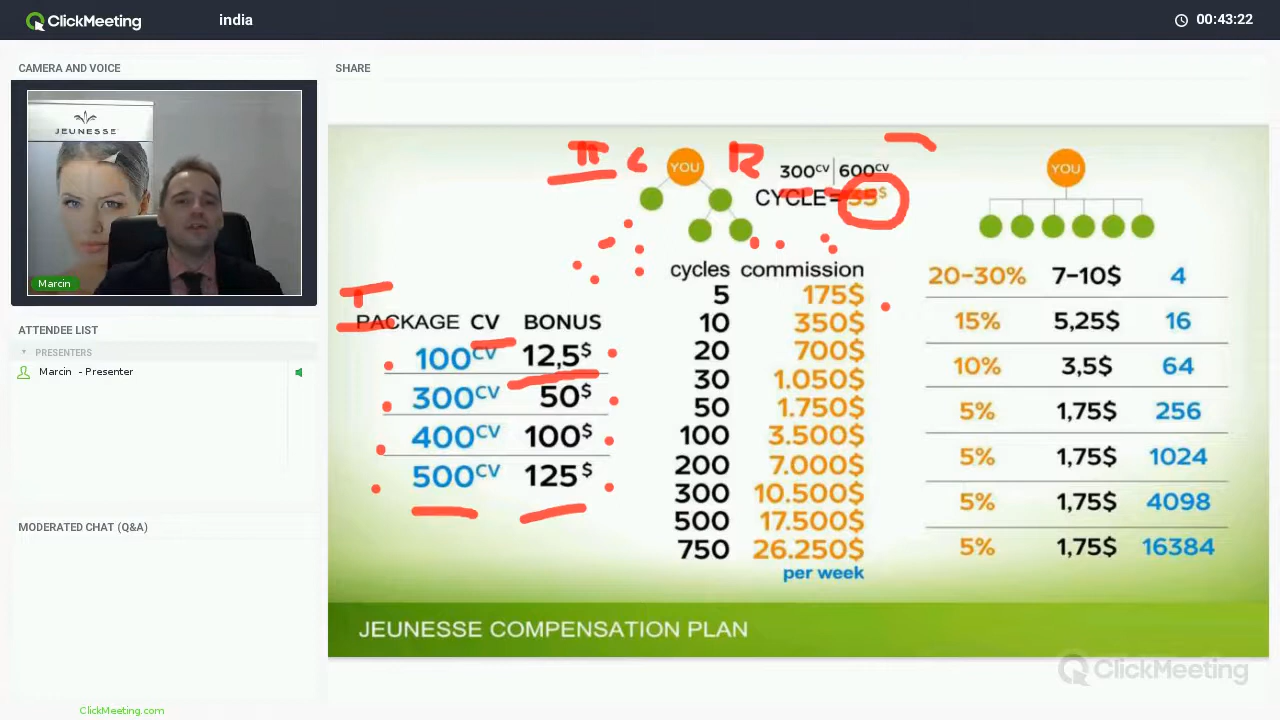 ClickMeeting
india
00:43:22
CAMERA AND VOICE
JEUNESSE
Marcin
ATTENDEE LIST
PRESENTERS
Marcin - Presenter
MODERATED CHAT (Q&A)
ClickMeeting.com
SHARE
I
PACKAGE CV BONUS
100CV 12,5$
300CV 50$
400CV 100$
500CV 125$
II L YOU R
300CV 600CV
CYCLE=35$
cycles commission
5 175$
10 350$
20 700$
30 1.050$
50 1.750$
100 3.500$
200 7.000$
300 10.500$
500 17.500$
750 26.250$
per week
YOU
20-30% 7-10$ 4
15% 5,25$ 16
10% 3,5$ 64
5% 1,75$ 256
5% 1,75$ 1024
5% 1,75$ 4098
5% 1,75$ 16384
JEUNESSE COMPENSATION PLAN
ClickMeeting